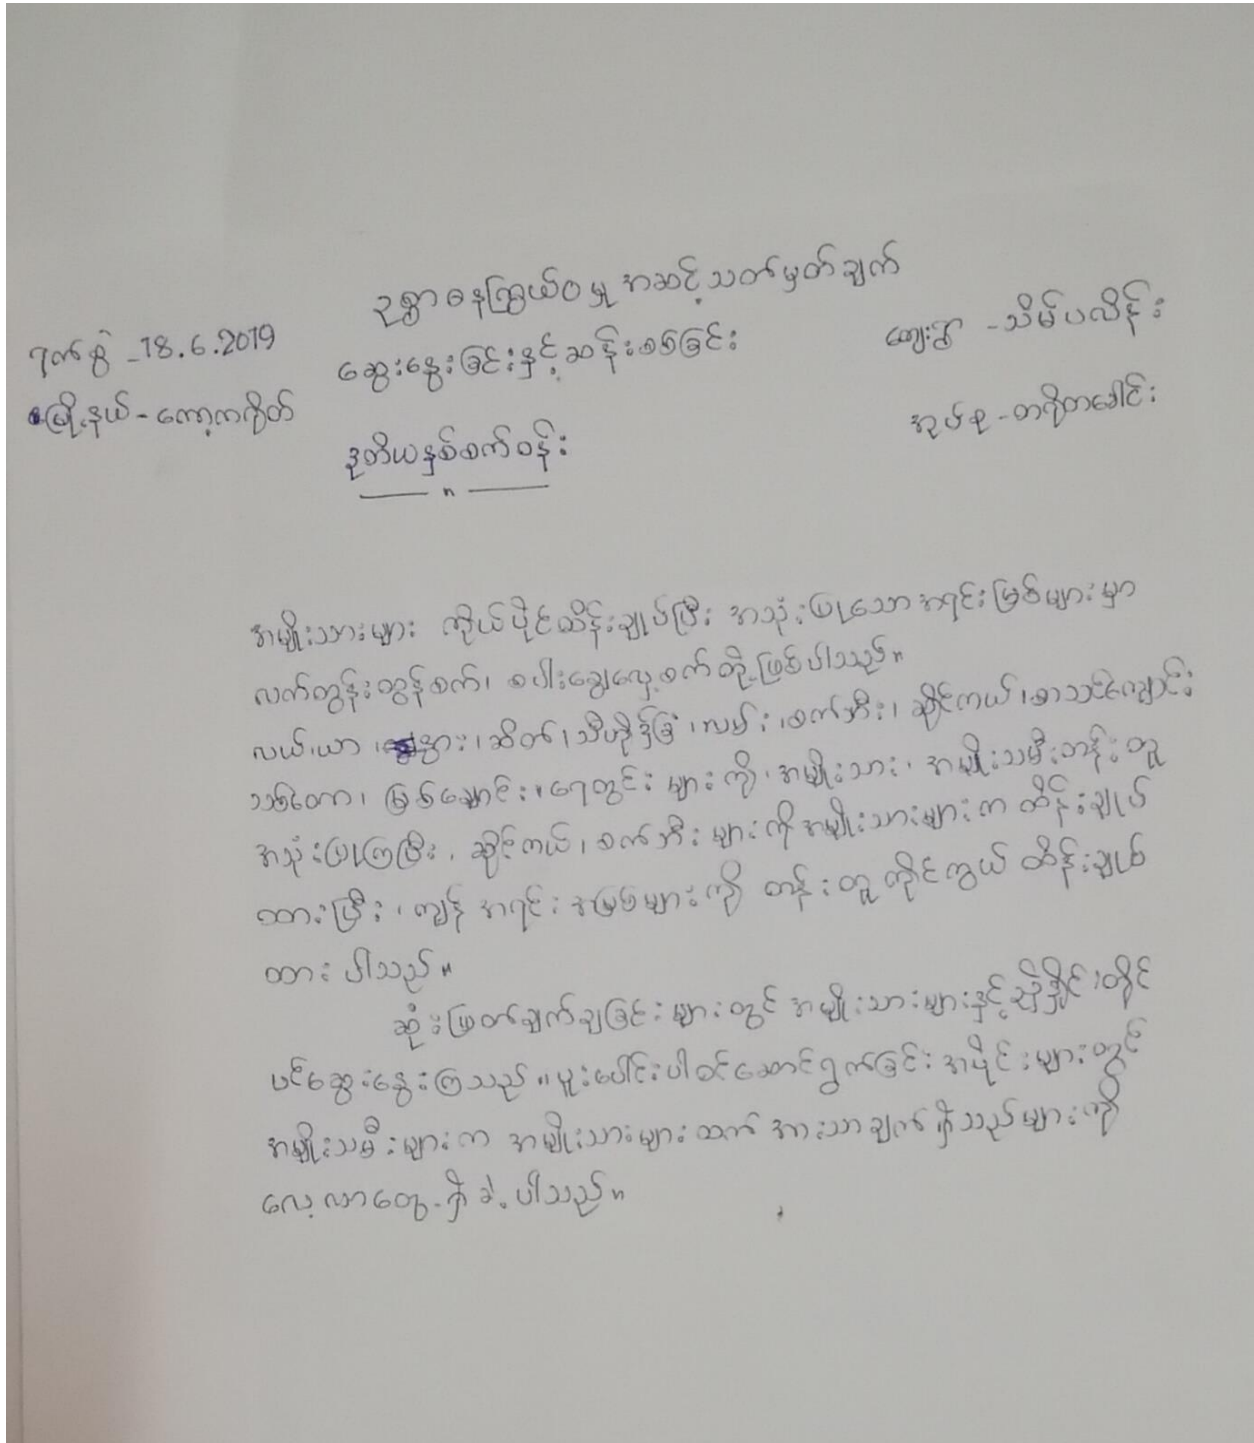 ဥစ္စာဓနကြွယ်ဝမှု အဆင့်သတ်မှတ်ချက်
ရက်စွဲ - 18.6.2019
ဆွေးနွေးခြင်းနှင့် ဆန်းစစ်ခြင်း
ကျေးရွာ - သိမ်ပလိန်း
မြို့နယ် - ကော့ကရိတ်
ဒုတိယနှစ်စက်ဝန်း
အုပ်စု - တရိတခေါင်း
အမျိုးသားများ ကိုယ်ပိုင်ထိန်းချုပ်ပြီး အသုံးပြုသော အရင်းမြစ်များမှာ
လက်တွန်းထွန်စက်၊ စပါးချွေလှေ့စက်တို့ဖြစ်ပါသည်။
လယ်၊ယာ ၊နွား၊ ဆိတ်၊ သီဟိုဠ်ခြံ ၊လမ်း ၊စက်ဘီး၊ ဆိုင်ကယ် ၊စာသင်ကျောင်း
သစ်တော၊ မြစ်ချောင်း၊ ရေတွင်း များကို ၊ အမျိုးသား ၊ အမျိုးသမီးတန်းတူ
အသုံးပြုကြပြီး ၊ ဆိုင်ကယ် ၊ စက်ဘီး များကို အမျိုးသားများက ထိန်းချုပ်
ထားပြီး ၊ ကျန် အရင်း အမြစ်များကို တန်းတူ ကိုင်တွယ် ထိန်းချုပ်
ထား ပါသည်။
ဆုံးဖြတ်ချက်ချခြင်း များတွင် အမျိုးသားများနှင့် ညှိနှိုင်း တိုင်
ပင်ဆွေးနွေးကြသည်။ ပူးပေါင်းပါဝင်ဆောင်ရွက်ခြင်း အပိုင်းများတွင်
အမျိုးသမီးများက အမျိုးသားများထက် အားသာချက်ရှိသည်များကို
လေ့လာတွေ့ရှိခဲ့ပါသည်။